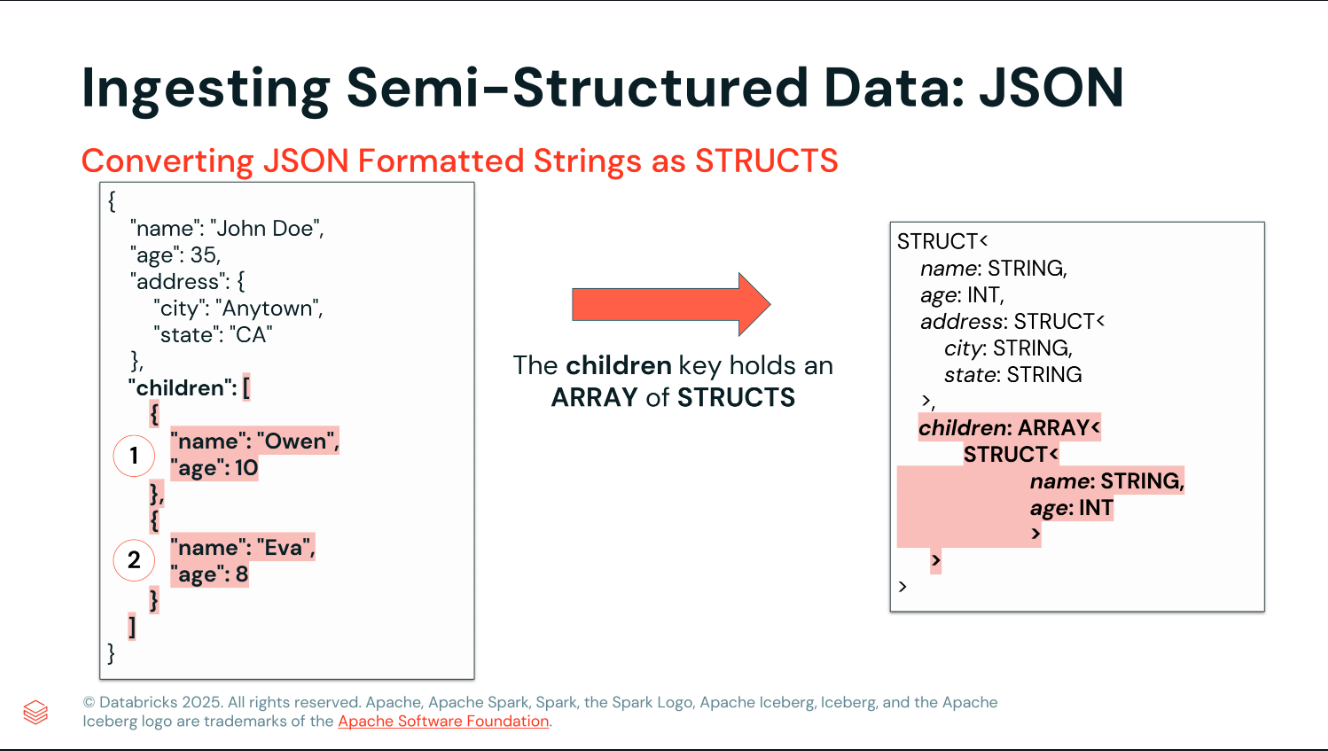 Ingesting Semi-Structured Data: JSON
Converting JSON Formatted Strings as STRUCTS
{
"name": "John Doe",
"age": 35,
"address": {
"city": "Anytown",
"state": "CA"
},
"children": [
{
1
"name": "Owen",
"age": 10
},
{
2
"name": "Eva",
"age": 8
}
]
}
The children key holds an
ARRAY of STRUCTS
STRUCT<
name: STRING,
age: INT,
address: STRUCT<
city: STRING,
state: STRING
>,
children: ARRAY<
STRUCT<
name: STRING,
age: INT
>
>
>
© Databricks 2025. All rights reserved. Apache, Apache Spark, Spark, the Spark Logo, Apache Iceberg, Iceberg, and the Apache
Iceberg logo are trademarks of the Apache Software Foundation.